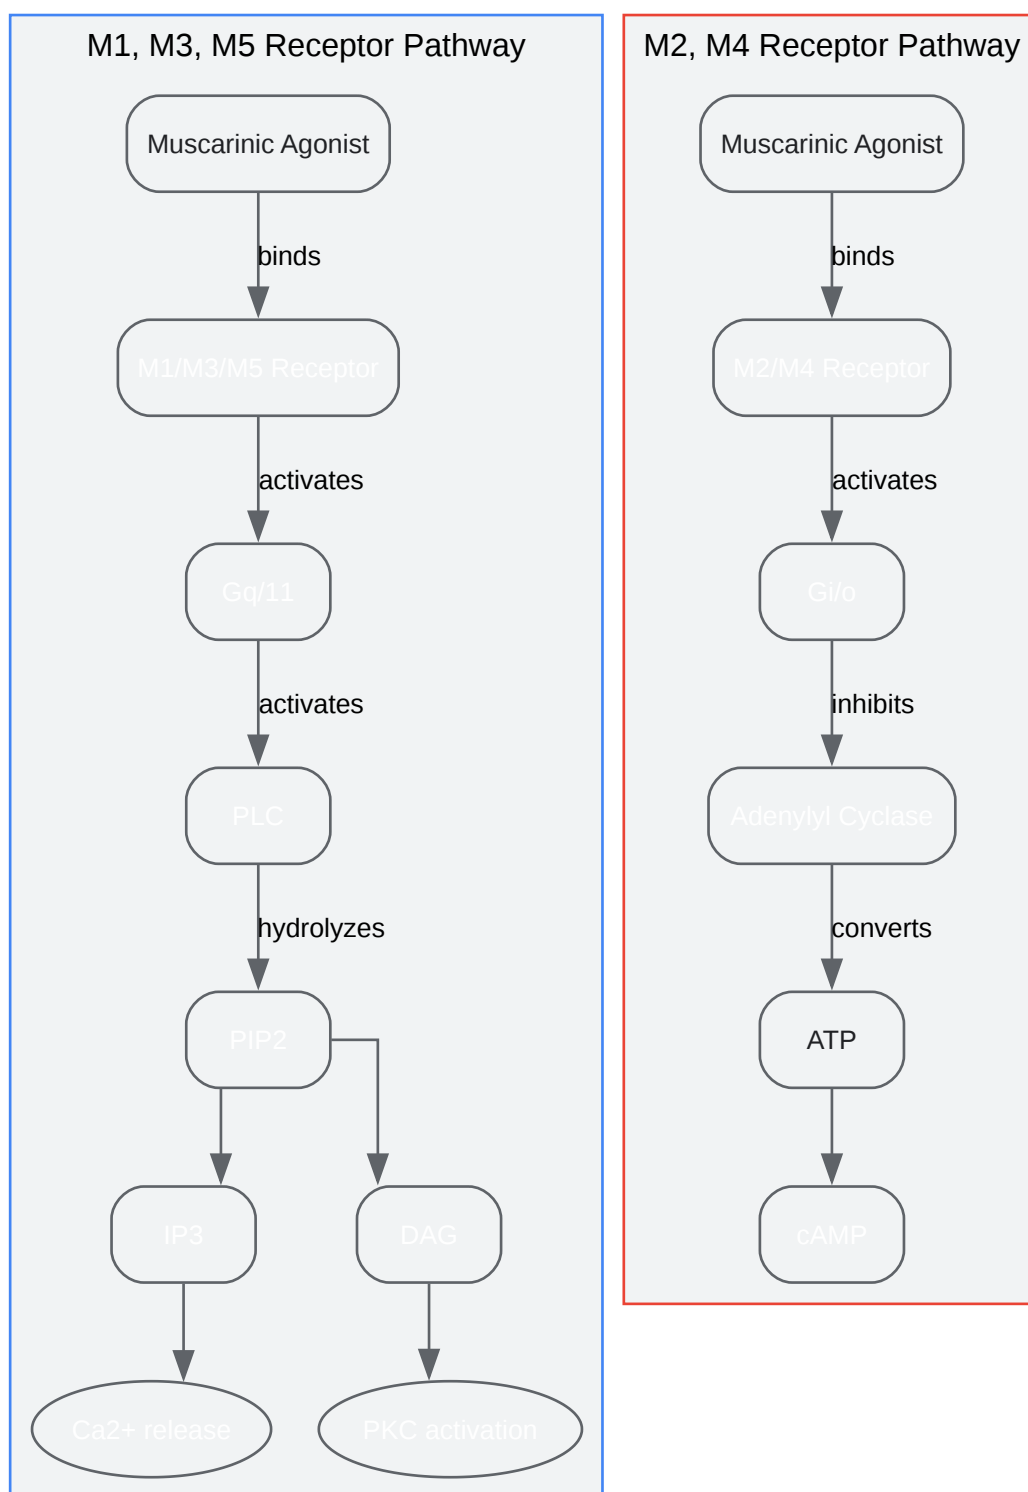 M1, M3, M5 Receptor Pathway
Muscarinic Agonist
binds
M1/M3/M5 Receptor
activates
Gq/11
activates
PLC
hydrolyzes
PIP2
IP3
DAG
Ca2+ release
PKC activation
M2, M4 Receptor Pathway
Muscarinic Agonist
binds
M2/M4 Receptor
activates
Gi/o
inhibits
Adenylyl Cyclase
converts
ATP
cAMP